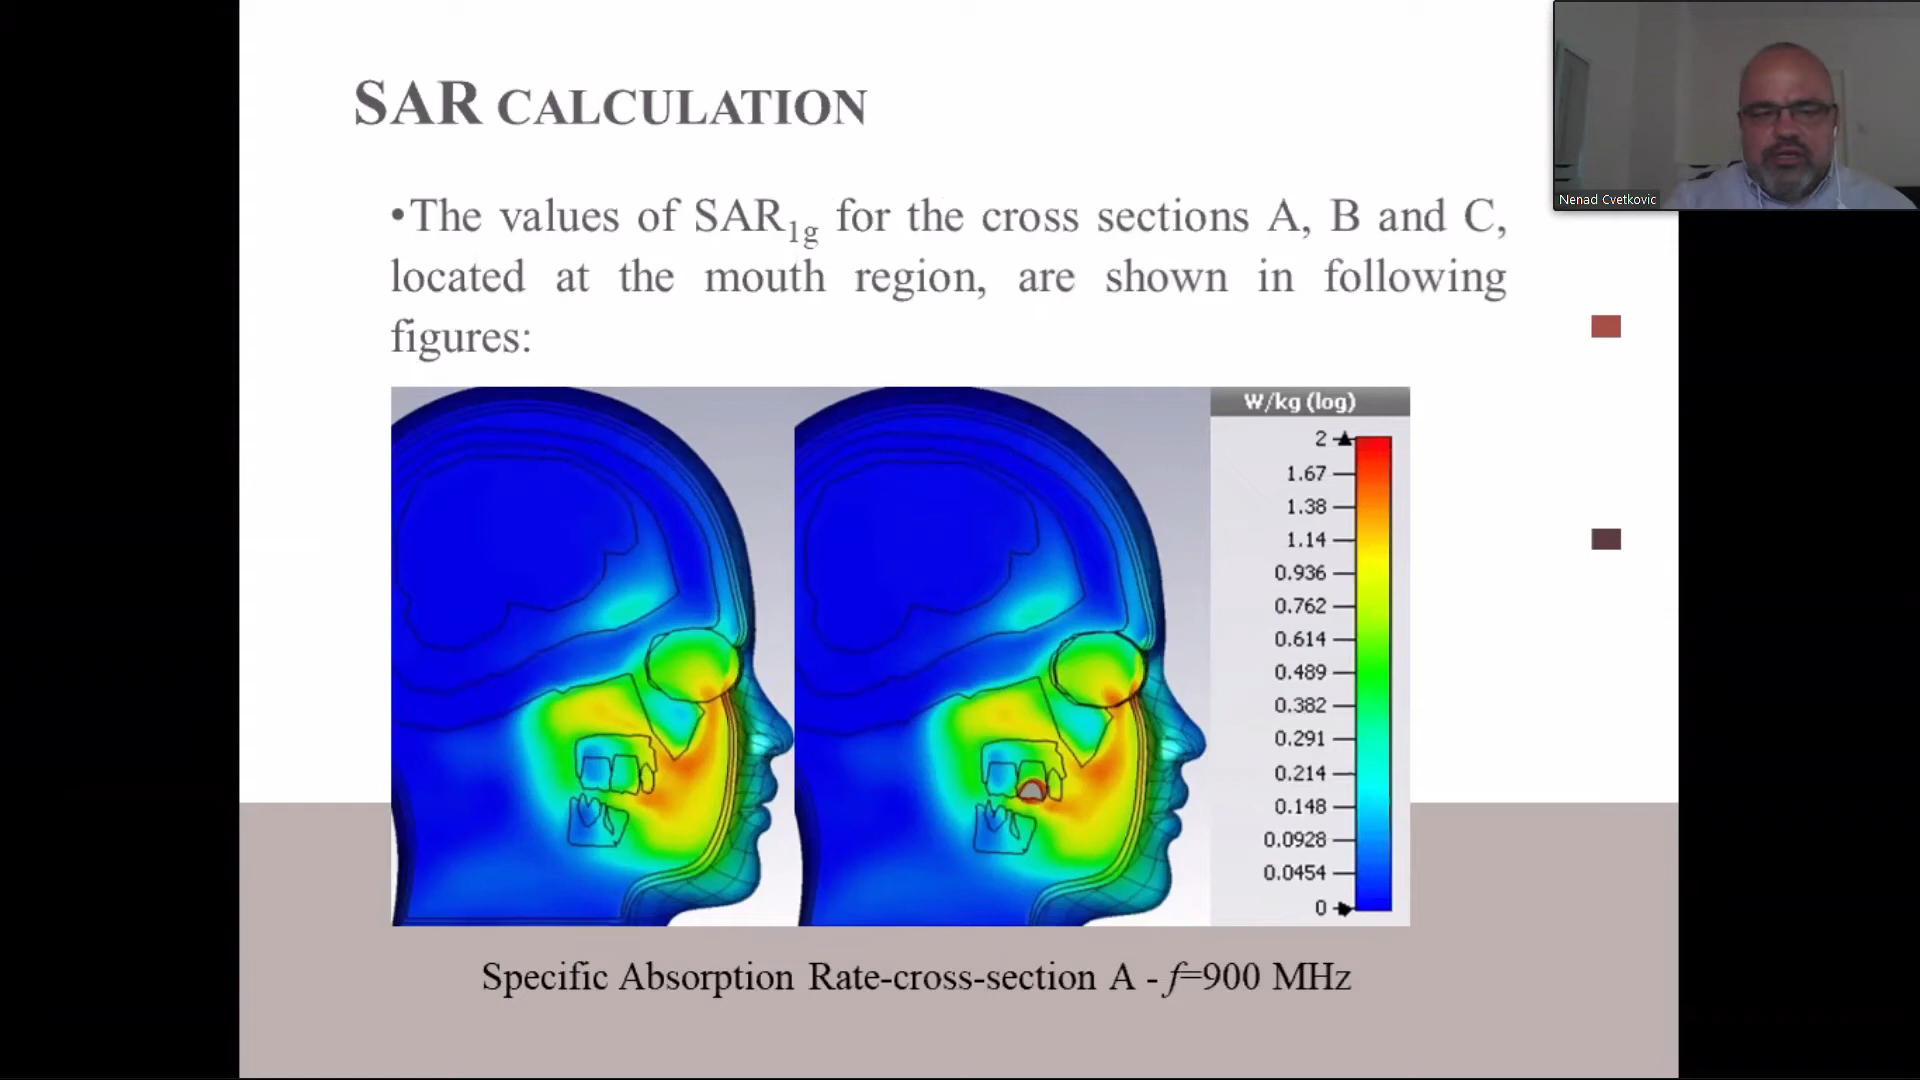 SAR CALCULATION
•The values of SAR1g for the cross sections A, B and C,
located at the mouth region, are shown in following
figures:
W/kg (log)
2
1.67
1.38
1.14
0.936
0.762
0.614
0.489
0.382
0.291
0.214
0.148
0.0928
0.0454
0
Specific Absorption Rate-cross-section A - f=900 MHz
Nenad Cvetkovic